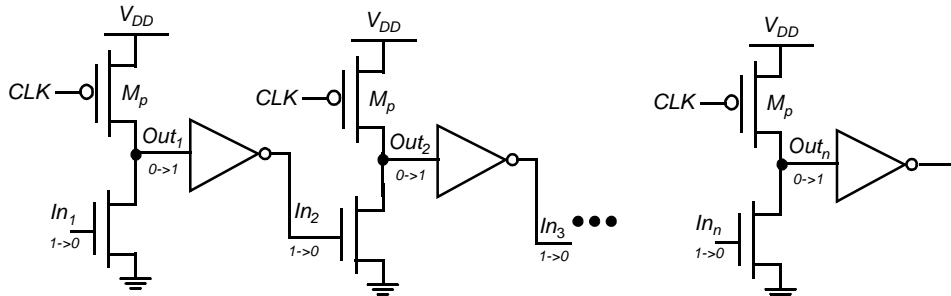 V_DD
CLK
M_p
Out_1
0->1
In_1
1->0
V_DD
CLK
M_p
Out_2
0->1
In_2
1->0
In_3
1->0
V_DD
CLK
M_p
Out_n
0->1
In_n
1->0